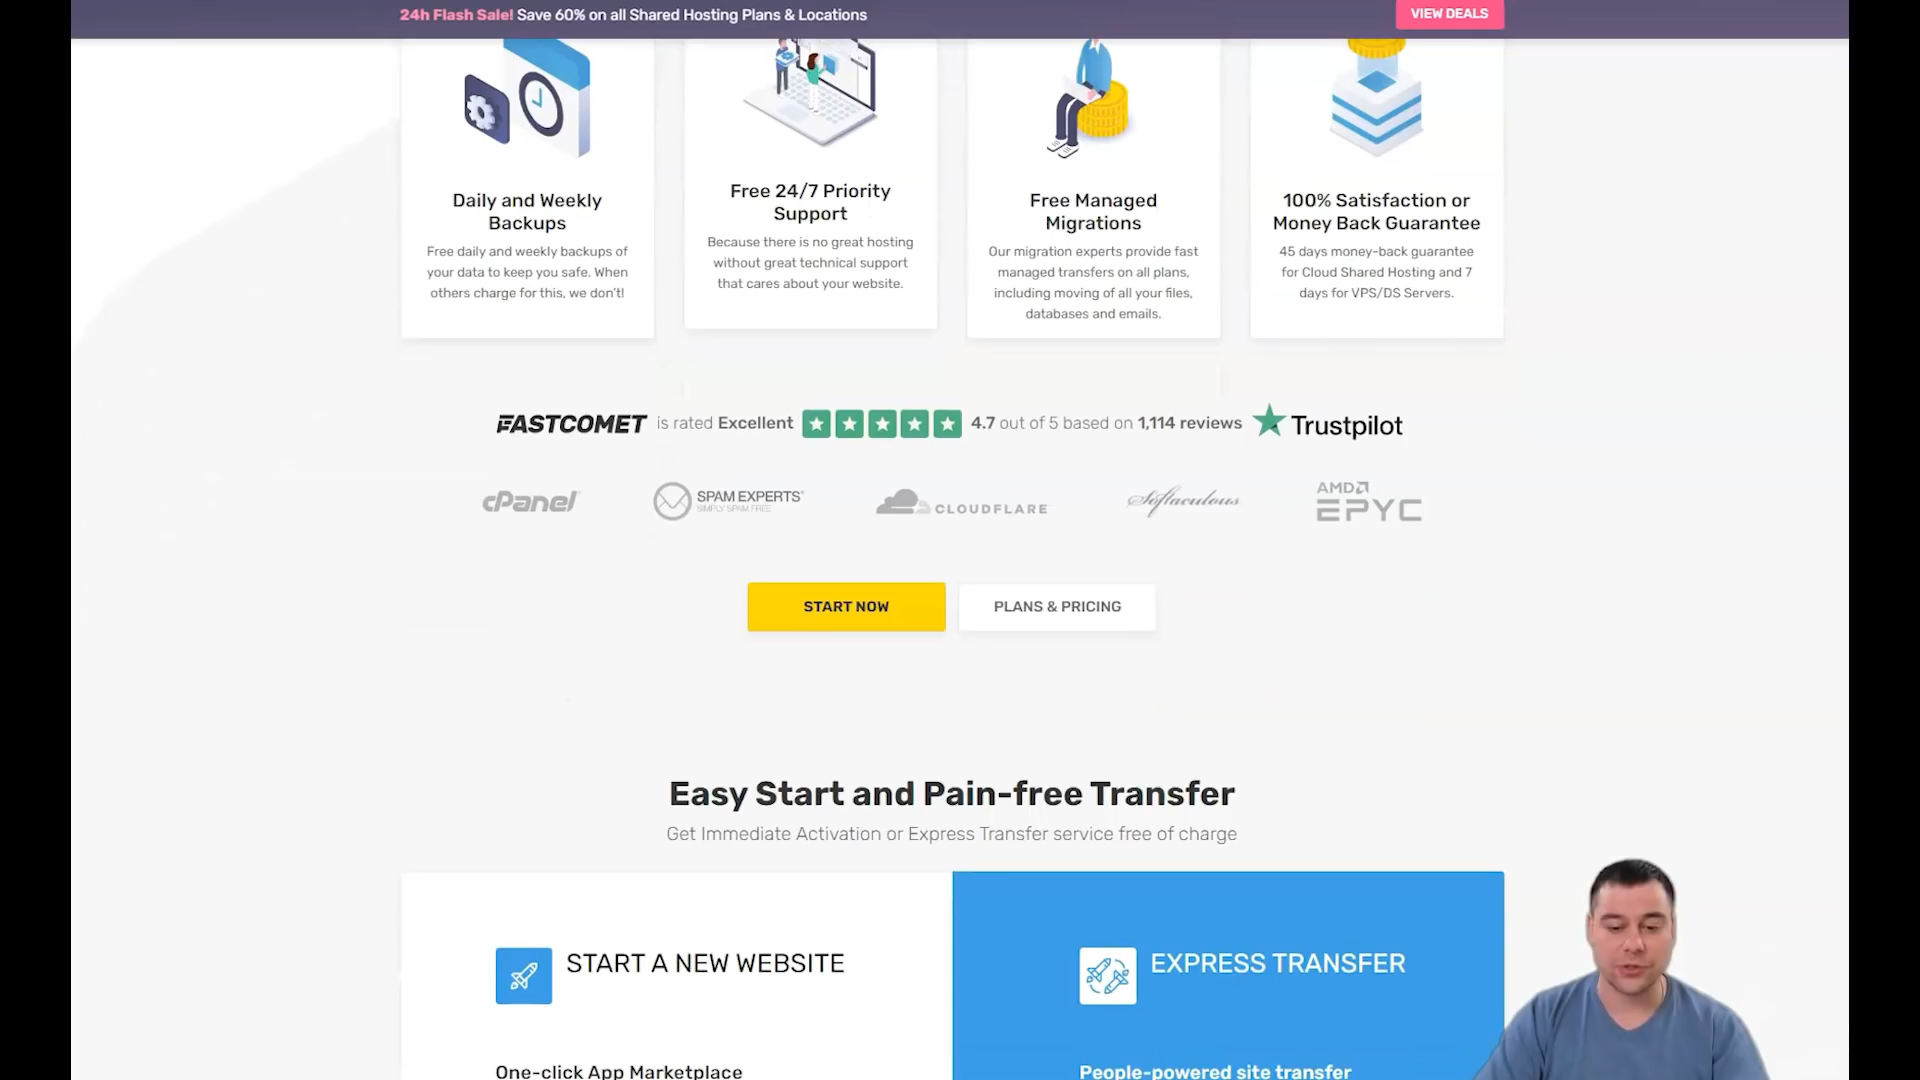 24h Flash Sale! Save 60% on all Shared Hosting Plans & Locations
VIEW DEALS
Daily and Weekly
Backups
Free daily and weekly backups of
your data to keep you safe. When
others charge for this, we don't!
Free 24/7 Priority
Support
Because there is no great hosting
without great technical support
that cares about your website.
Free Managed
Migrations
Our migration experts provide fast
managed transfers on all plans,
including moving of all your files,
databases and emails.
100% Satisfaction or
Money Back Guarantee
45 days money-back guarantee
for Cloud Shared Hosting and 7
days for VPS/DS Servers.
FASTCOMET is rated Excellent 4.7 out of 5 based on 1,114 reviews Trustpilot
cPanel
SPAM EXPERTS
SIMPLY SPAM FREE
CLOUDFLARE
Softaculous
AMD
EPYC
START NOW
PLANS & PRICING
Easy Start and Pain-free Transfer
Get Immediate Activation or Express Transfer service free of charge
START A NEW WEBSITE
One-click App Marketplace
EXPRESS TRANSFER
People-powered site transfer